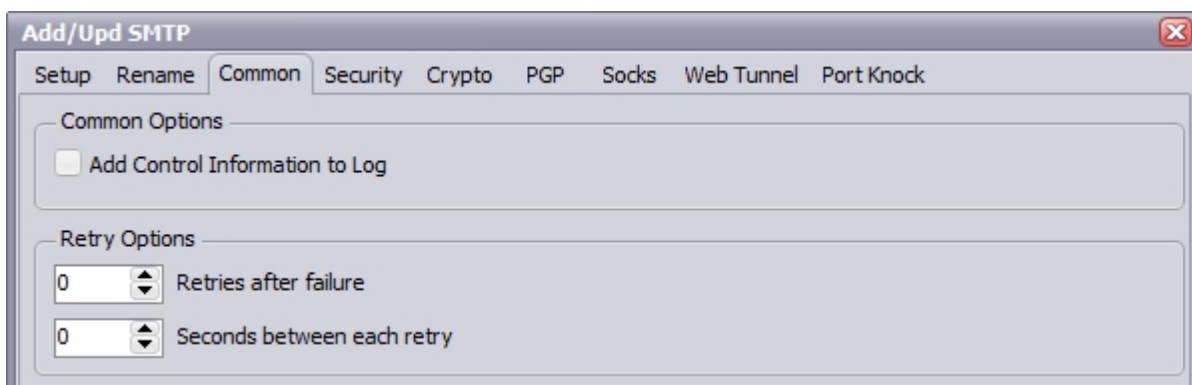 Add/Upd SMTP
Setup Rename Common Security Crypto PGP Socks Web Tunnel Port Knock
Common Options
Add Control Information to Log
Retry Options
0 Retries after failure
0 Seconds between each retry